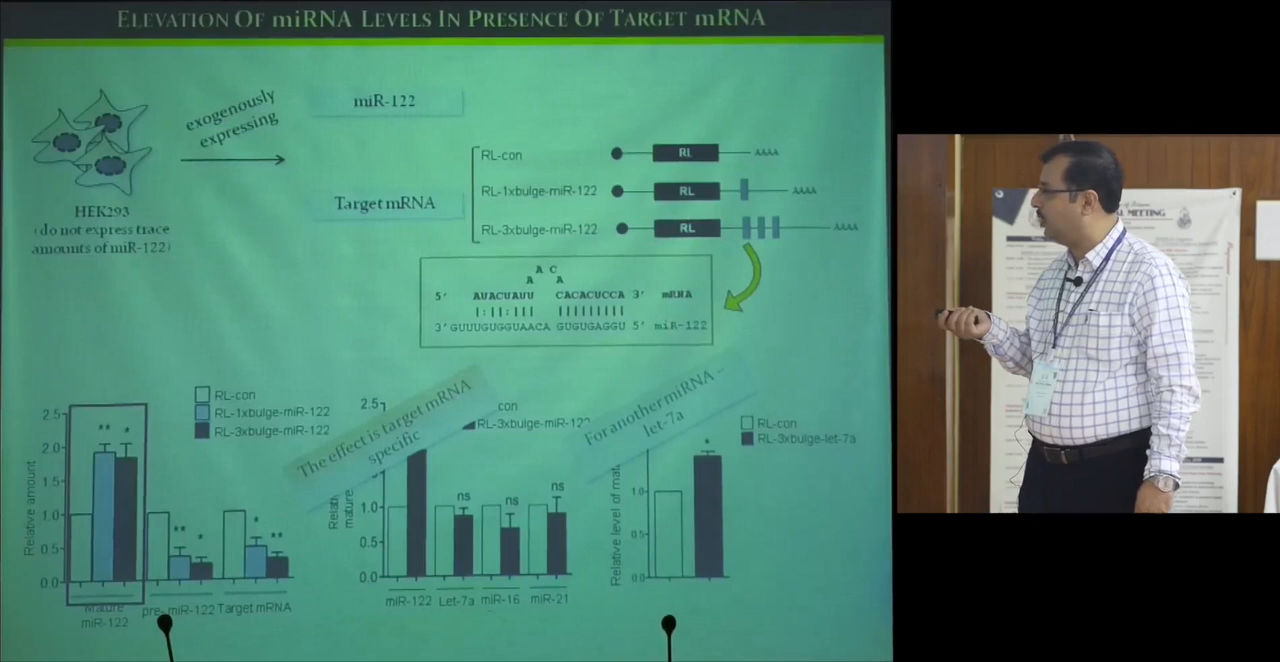 ELEVATION OF miRNA LEVELS IN PRESENCE OF TARGET mRNA
exogenously
expressing
miR-122
HEK293
(do not express trace
amounts of miR-122)
Target mRNA
RL-con
RL
AAAA
RL-1xbulge-miR-122
RL
AAAA
RL-3xbulge-miR-122
RL
AAAA
A C
A A
5' AUACUAUU CACACUCCA 3' mRNA
3'GUUUGUGGUAACA GUGUGAGGU 5' miR-122
RL-con
RL-1xbulge-miR-122
RL-3xbulge-miR-122
Relative amount
2.5
2.0
1.5
1.0
0.5
0.0
** *
** *
* **
Mature
miR-122
pre-miR-122
Target mRNA
The effect is target mRNA
specific
2.5
con
RL-3xbulge-miR-122
mature
1.0
0.5
0.0
ns
ns
ns
miR-122
Let-7a
miR-16
miR-21
For another miRNA –
let-7a
RL-con
RL-3xbulge-let-7a
Relative level of
1.0
0.5
0.0
*
MEETING